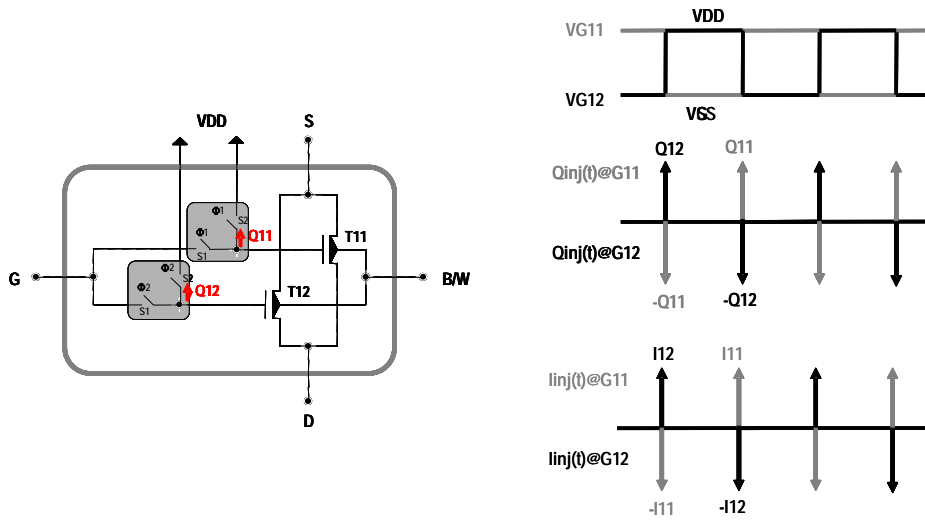 VDD
S
Φ1
S2
Φ1
Q11
S1
T11
G
B/W
Φ2
S2
Φ2
Q12
S1
T12
D
VDD
VG11
VG12
VSS
Q12 Q11
Qinj(t)@G11
Qinj(t)@G12
-Q11 -Q12
I12 I11
Iinj(t)@G11
Iinj(t)@G12
-I11 -I12